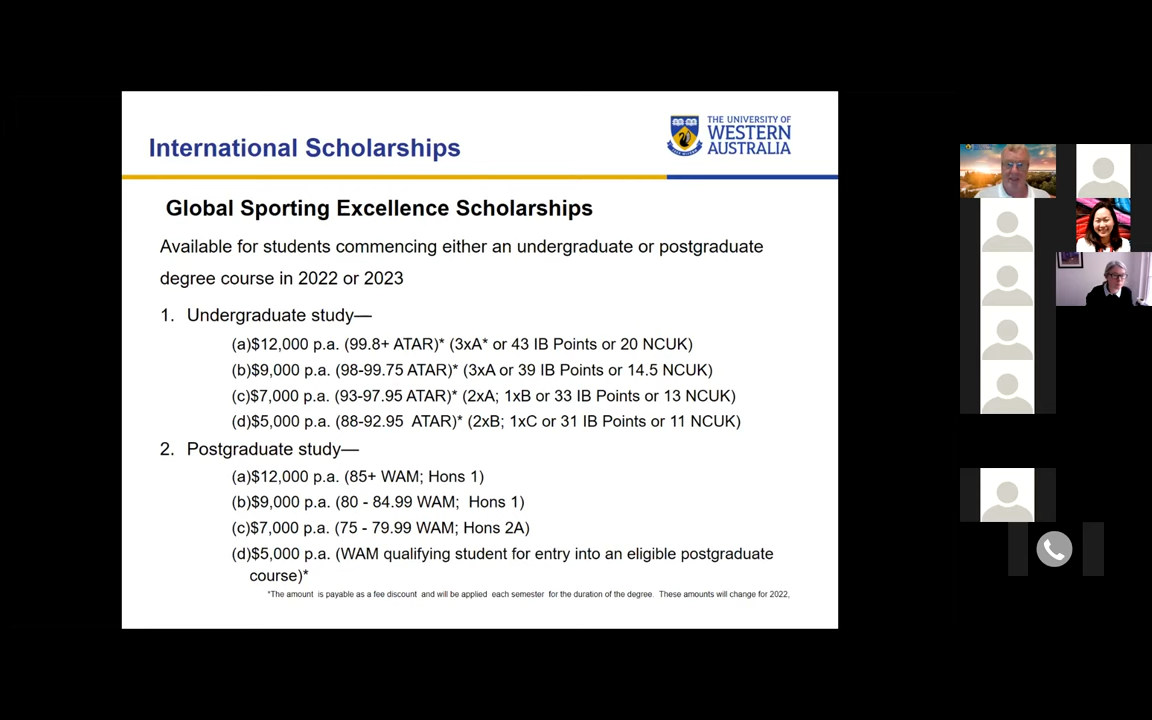 International Scholarships
THE UNIVERSITY OF
WESTERN
AUSTRALIA
Global Sporting Excellence Scholarships
Available for students commencing either an undergraduate or postgraduate
degree course in 2022 or 2023
1. Undergraduate study—
(a)$12,000 p.a. (99.8+ ATAR)* (3xA* or 43 IB Points or 20 NCUK)
(b)$9,000 p.a. (98-99.75 ATAR)* (3xA or 39 IB Points or 14.5 NCUK)
(c)$7,000 p.a. (93-97.95 ATAR)* (2xA; 1xB or 33 IB Points or 13 NCUK)
(d)$5,000 p.a. (88-92.95 ATAR)* (2xB; 1xC or 31 IB Points or 11 NCUK)
2. Postgraduate study—
(a)$12,000 p.a. (85+ WAM; Hons 1)
(b)$9,000 p.a. (80 - 84.99 WAM; Hons 1)
(c)$7,000 p.a. (75 - 79.99 WAM; Hons 2A)
(d)$5,000 p.a. (WAM qualifying student for entry into an eligible postgraduate
course)*
*The amount is payable as a fee discount and will be applied each semester for the duration of the degree. These amounts will change for 2022,